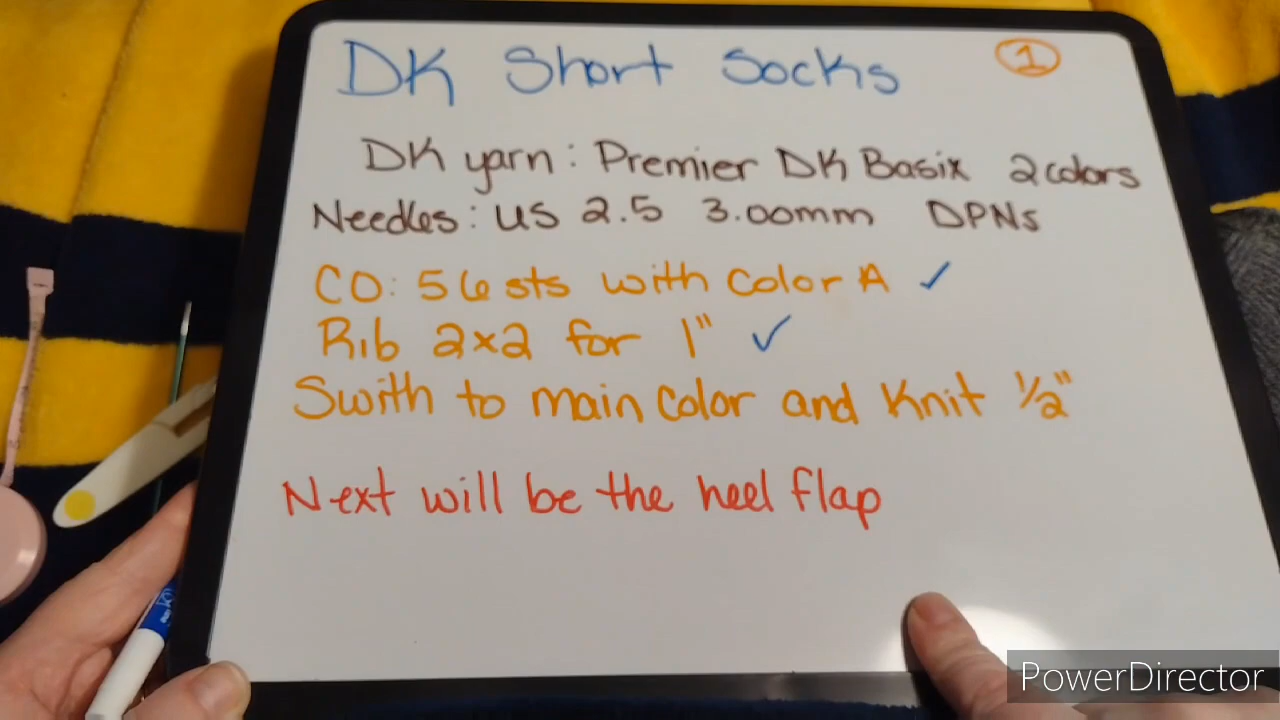 DK Short Socks 1
DK yarn: Premier DK Basix 2 colors
Needles: US 2.5 3.00mm DPNs
CO: 56 sts with Color A ✓
Rib 2x2 for 1" ✓
Swith to main Color and Knit 1/2"
Next will be the heel flap
PowerDirector